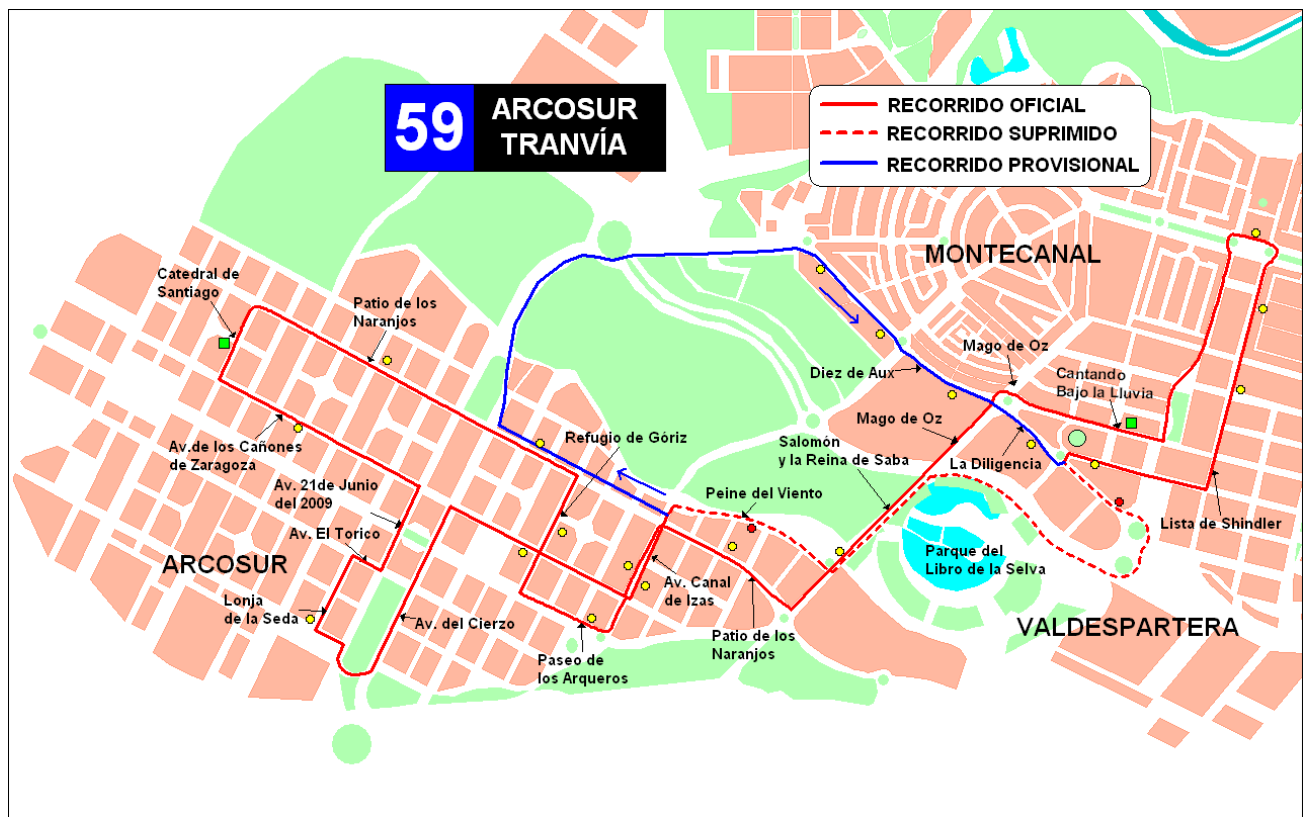 59
ARCOSUR
TRANVÍA
RECORRIDO OFICIAL
RECORRIDO SUPRIMIDO
RECORRIDO PROVISIONAL
MONTECANAL
Catedral de
Santiago
Patio de los
Naranjos
Mago de Oz
Diez de Aux
Cantando
Bajo la Lluvia
Mago de Oz
Av.de los Cañones
de Zaragoza
Refugio de Góriz
Salomón
y la Reina de Saba
La Diligencia
Av. 21de Junio
del 2009
Peine del Viento
Lista de Shindler
Av. El Torico
ARCOSUR
Parque del
Libro de la Selva
Av. Canal
de Izas
Lonja
de la Seda
Av. del Cierzo
Patio de los
Naranjos
VALDESPARTERA
Paseo de
los Arqueros